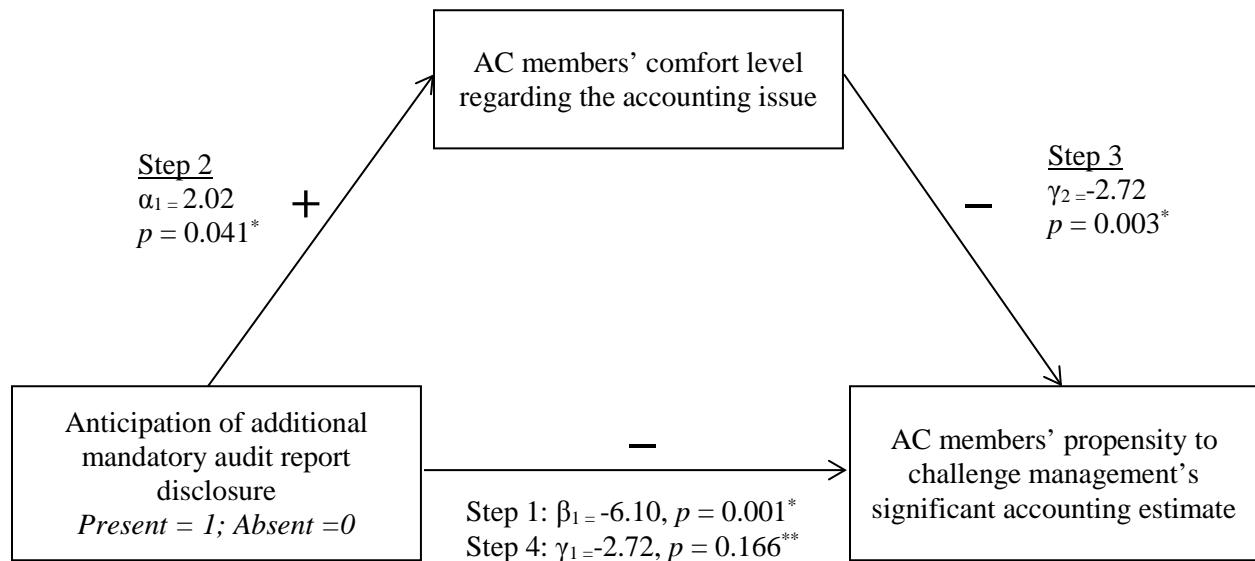 AC members’ comfort level
regarding the accounting issue
Step 2
α₁ = 2.02
p = 0.041*
+
Step 3
γ₂ =-2.72
p = 0.003*
–
Anticipation of additional
mandatory audit report
disclosure
Present = 1; Absent =0
–
Step 1: β₁ = -6.10, p = 0.001*
Step 4: γ₁ =-2.72, p = 0.166**
AC members’ propensity to
challenge management’s
significant accounting estimate